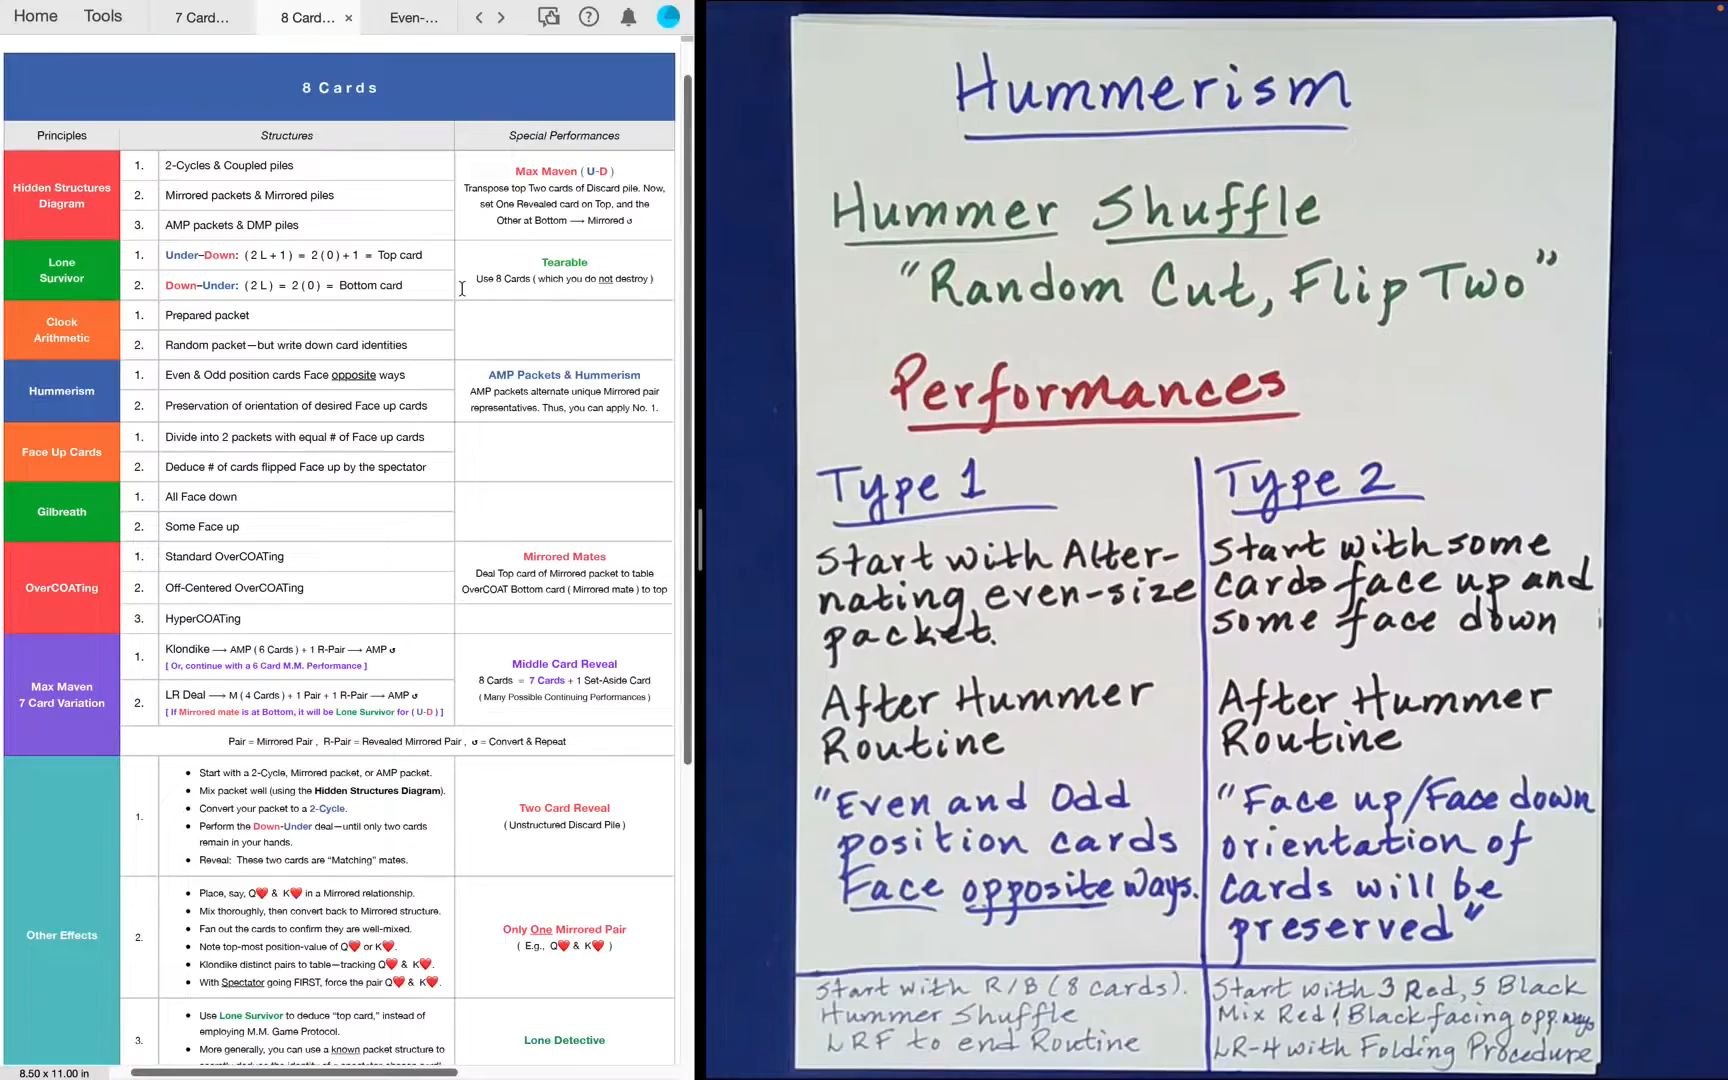 Home Tools 7 Card... 8 Card... × Even-...
8 Cards
Principles Structures Special Performances
Hidden Structures
Diagram
1. 2-Cycles & Coupled piles
2. Mirrored packets & Mirrored piles
3. AMP packets & DMP piles
Max Maven ( U-D )
Transpose top Two cards of Discard pile. Now,
set One Revealed card on Top, and the
Other at Bottom → Mirrored ↺
Lone
Survivor
1. Under–Down: ( 2 L + 1 ) = 2 ( 0 ) + 1 = Top card
2. Down–Under: ( 2 L ) = 2 ( 0 ) = Bottom card
Tearable
Use 8 Cards ( which you do not destroy )
Clock
Arithmetic
1. Prepared packet
2. Random packet—but write down card identities
Hummerism
1. Even & Odd position cards Face opposite ways
2. Preservation of orientation of desired Face up cards
AMP Packets & Hummerism
AMP packets alternate unique Mirrored pair
representatives. Thus, you can apply No. 1.
Face Up Cards
1. Divide into 2 packets with equal # of Face up cards
2. Deduce # of cards flipped Face up by the spectator
Gilbreath
1. All Face down
2. Some Face up
OverCOATing
1. Standard OverCOATing
2. Off-Centered OverCOATing
3. HyperCOATing
Mirrored Mates
Deal Top card of Mirrored packet to table
OverCOAT Bottom card ( Mirrored mate ) to top
Max Maven
7 Card Variation
1. Klondike → AMP ( 6 Cards ) + 1 R-Pair → AMP ↺
[ Or, continue with a 6 Card M.M. Performance ]
2. LR Deal → M ( 4 Cards ) + 1 Pair + 1 R-Pair → AMP ↺
[ If Mirrored mate is at Bottom, it will be Lone Survivor for ( U-D ) ]
Middle Card Reveal
8 Cards = 7 Cards + 1 Set-Aside Card
( Many Possible Continuing Performances )
Pair = Mirrored Pair , R-Pair = Revealed Mirrored Pair , ↺ = Convert & Repeat
Other Effects
1.
• Start with a 2-Cycle, Mirrored packet, or AMP packet.
• Mix packet well (using the Hidden Structures Diagram).
• Convert your packet to a 2-Cycle.
• Perform the Down-Under deal—until only two cards
remain in your hands.
• Reveal: These two cards are “Matching” mates.
Two Card Reveal
( Unstructured Discard Pile )
2.
• Place, say, Q♥ & K♥ in a Mirrored relationship.
• Mix thoroughly, then convert back to Mirrored structure.
• Fan out the cards to confirm they are well-mixed.
• Note top-most position-value of Q♥ or K♥.
• Klondike distinct pairs to table—tracking Q♥ & K♥.
• With Spectator going FIRST, force the pair Q♥ & K♥.
Only One Mirrored Pair
( E.g., Q♥ & K♥ )
3.
• Use Lone Survivor to deduce “top card,” instead of
employing M.M. Game Protocol.
• More generally, you can use a known packet structure to
Lone Detective
8.50 x 11.00 in
Hummerism
Hummer Shuffle
"Random Cut, Flip Two"
Performances
Type 1
Start with Alter-
nating, even-size
packet.
After Hummer
Routine
"Even and Odd
position cards
Face opposite ways.
Start with R/B (8 cards).
Hummer Shuffle
LRF to end Routine
Type 2
Start with some
cards face up and
some face down
After Hummer
Routine
"Face up/Face down
orientation of
cards will be
preserved"
Start with 3 Red, 5 Black
Mix Red / Black facing opp. ways
LR-4 with Folding Procedure